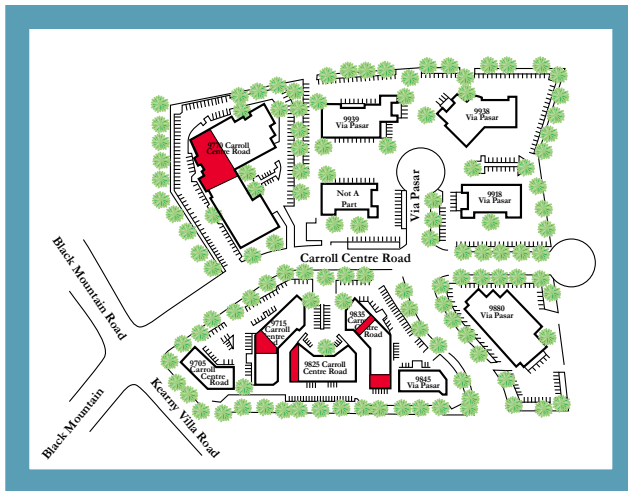 9939
Via Pasar
9938
Via Pasar
9770 Carroll
Centre Road
Not A
Part
Via Pasar
9918
Via Pasar
Carroll Centre Road
Black Mountain Road
9880
Via Pasar
9715
Carroll
Centre
9835
Carroll
Centre
Road
9705
Carroll
Centre
Road
9825 Carroll
Centre Road
9845
Via Pasar
Black Mountain
Kearny Villa Road